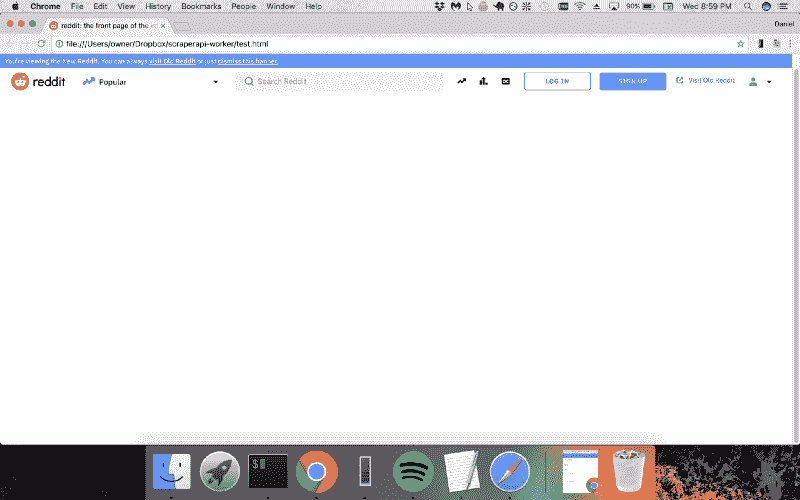 Chrome File Edit View History Bookmarks People Window Help 90% Wed 8:59 PM
reddit: the front page of the int
Daniel
file:///Users/owner/Dropbox/scraperapi-worker/test.html
You're viewing the New Reddit. You can always visit Old Reddit or just dismiss this banner.
reddit Popular Search Reddit LOG IN SIGN UP Visit Old Reddit